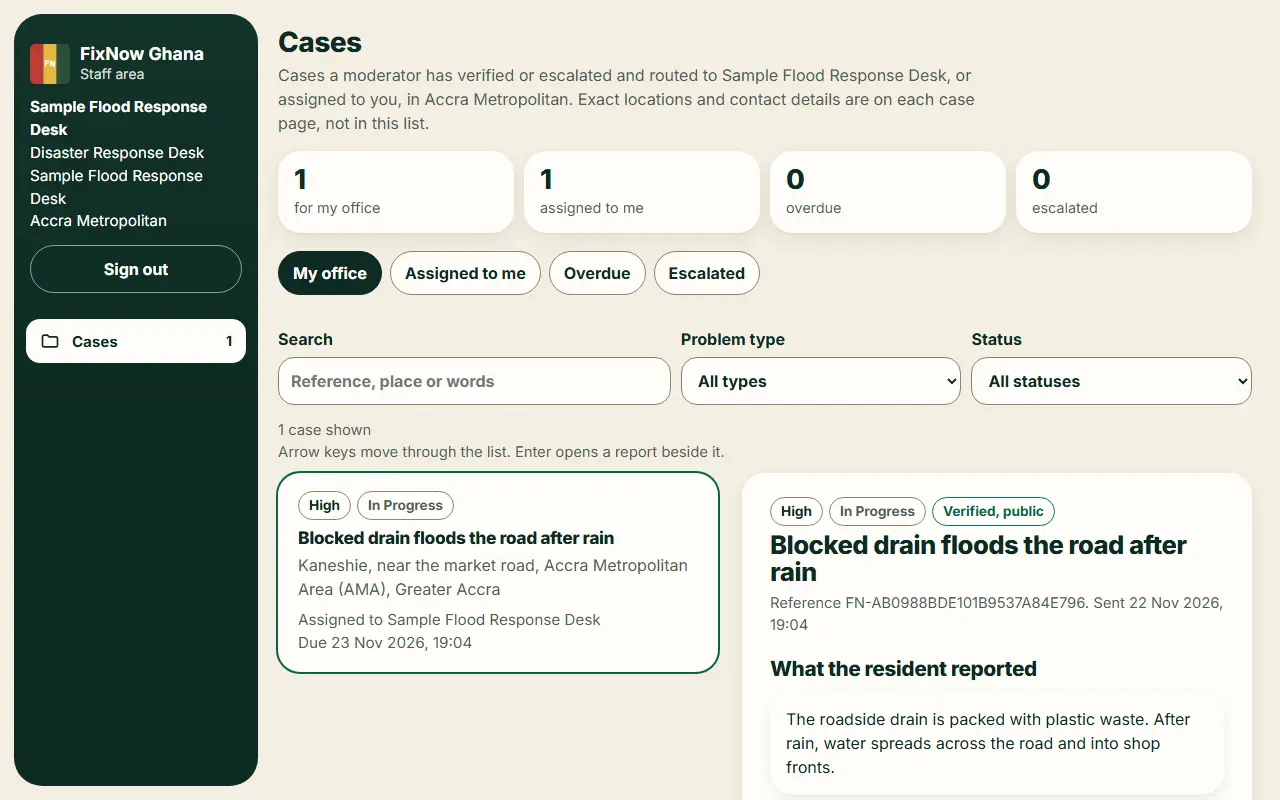 FN
FixNow Ghana
Staff area
Sample Flood Response
Desk
Disaster Response Desk
Sample Flood Response
Desk
Accra Metropolitan
Sign out
Cases 1
Cases
Cases a moderator has verified or escalated and routed to Sample Flood Response Desk, or
assigned to you, in Accra Metropolitan. Exact locations and contact details are on each case
page, not in this list.
1
for my office
1
assigned to me
0
overdue
0
escalated
My office
Assigned to me
Overdue
Escalated
Search
Reference, place or words
Problem type
All types
Status
All statuses
1 case shown
Arrow keys move through the list. Enter opens a report beside it.
High
In Progress
Blocked drain floods the road after rain
Kaneshie, near the market road, Accra Metropolitan
Area (AMA), Greater Accra
Assigned to Sample Flood Response Desk
Due 23 Nov 2026, 19:04
High
In Progress
Verified, public
Blocked drain floods the road after
rain
Reference FN-AB0988BDE101B9537A84E796. Sent 22 Nov 2026,
19:04
What the resident reported
The roadside drain is packed with plastic waste. After
rain, water spreads across the road and into shop
fronts.